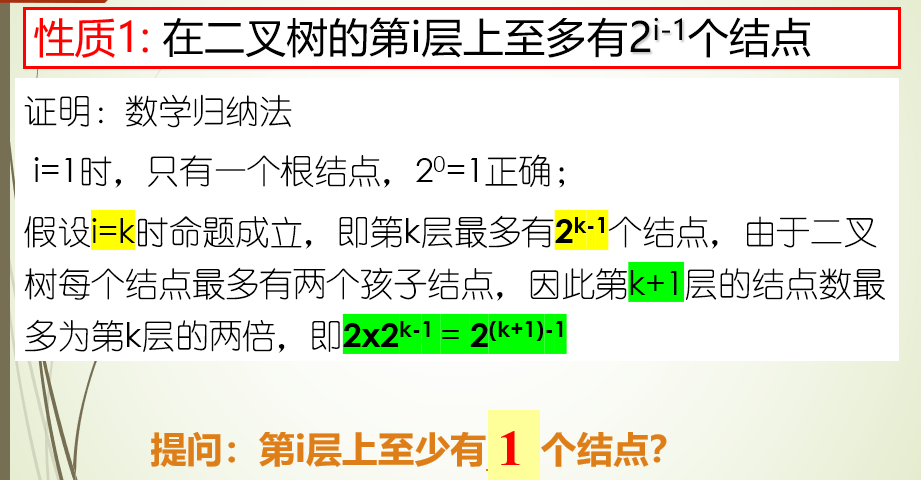 性质1: 在二叉树的第i层上至多有2^{i-1}个结点
证明：数学归纳法
i=1时，只有一个根结点，2^0=1正确；
假设i=k时命题成立，即第k层最多有2^{k-1}个结点，由于二叉
树每个结点最多有两个孩子结点，因此第k+1层的结点数最
多为第k层的两倍，即2x2^{k-1} = 2^{(k+1)-1}
提问：第i层上至少有 1 个结点?